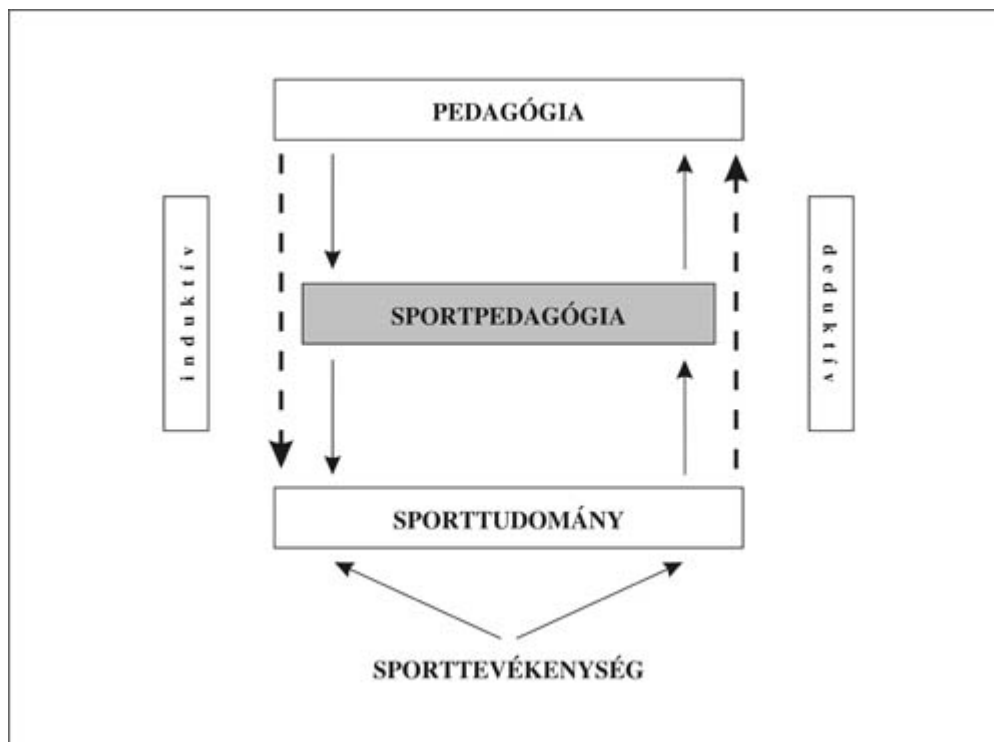 PEDAGÓGIA
induktív
deduktív
SPORTPEDAGÓGIA
SPORTTUDOMÁNY
SPORTTEVÉKENYSÉG